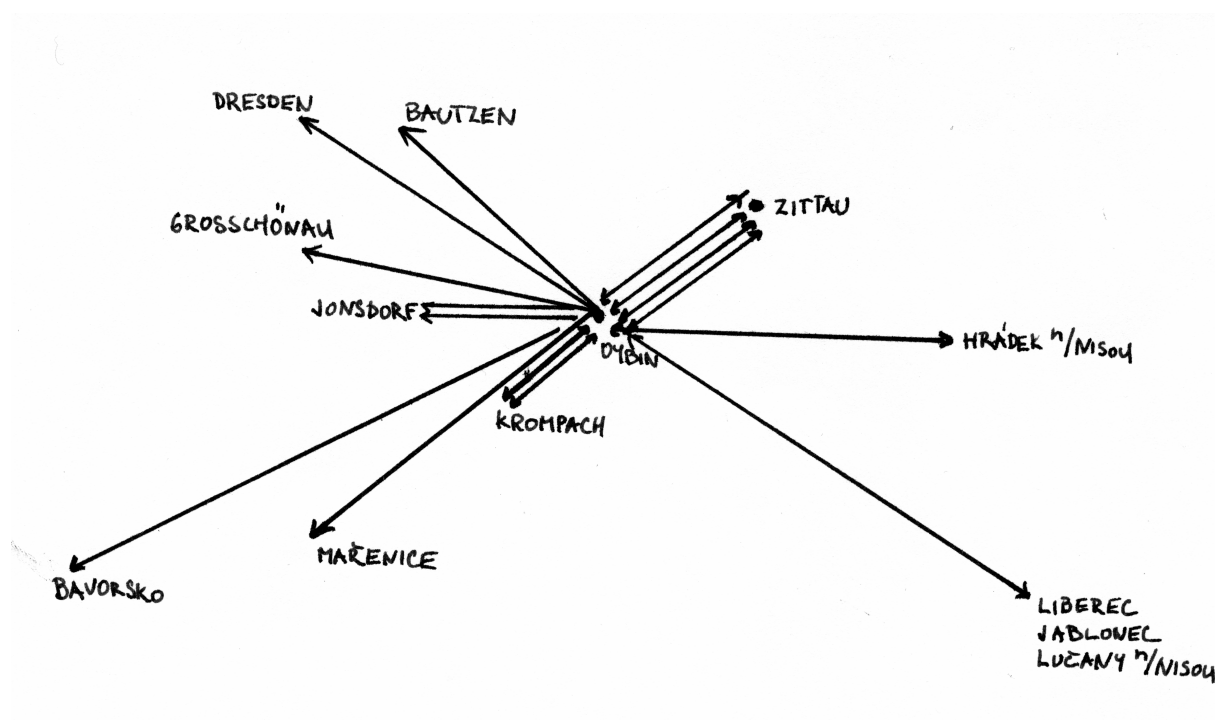 DRESDEN
BAUTZEN
ZITTAU
GROSSCHÖNAU
JONSDORF
HRÁDEK n/NISOU
OYBIN
KROMPACH
MAŘENICE
BAVORSKO
LIBEREC
JABLONEC
LUČANY n/NISOU